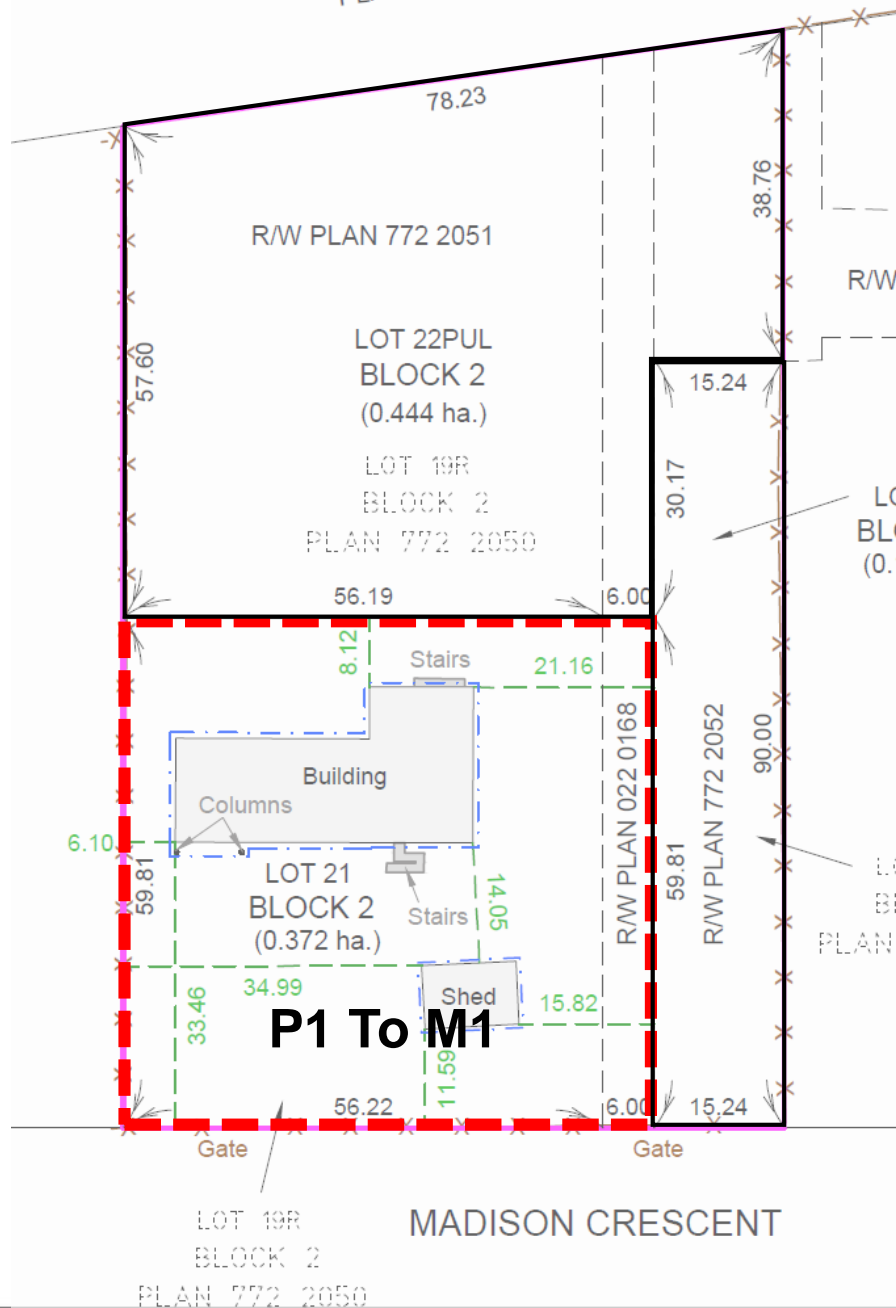 78.23
38.76
R/W PLAN 772 2051
R/W
LOT 22PUL
BLOCK 2
(0.444 ha.)
57.60
15.24
LOT 19R
BLOCK 2
PLAN 772 2050
30.17
56.19
6.00
8.12
Stairs
21.16
Building
Columns
R/W PLAN 022 0168
R/W PLAN 772 2052
90.00
6.10
59.81
LOT 21
BLOCK 2
(0.372 ha.)
Stairs
14.05
59.81
34.99
Shed
15.82
33.46
P1 To M1
11.59
56.22
6.00
15.24
Gate
Gate
LOT 19R
BLOCK 2
PLAN 772 2050
MADISON CRESCENT